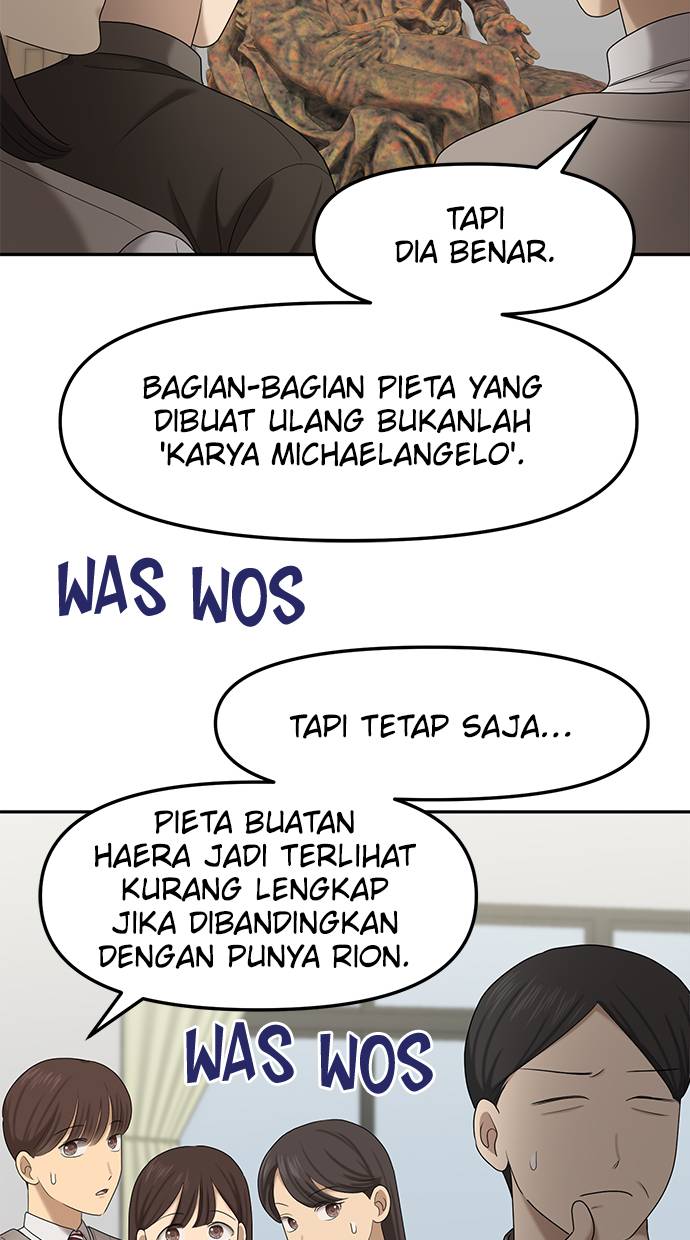 TAPI
DIA BENAR.
BAGIAN-BAGIAN PIETA YANG
DIBUAT ULANG BUKANLAH
'KARYA MICHAELANGELO'.
WAS WOS
TAPI TETAP SAJA...
PIETA BUATAN
HAERA JADI TERLIHAT
KURANG LENGKAP
JIKA DIBANDINGKAN
DENGAN PUNYA RION.
WAS WOS